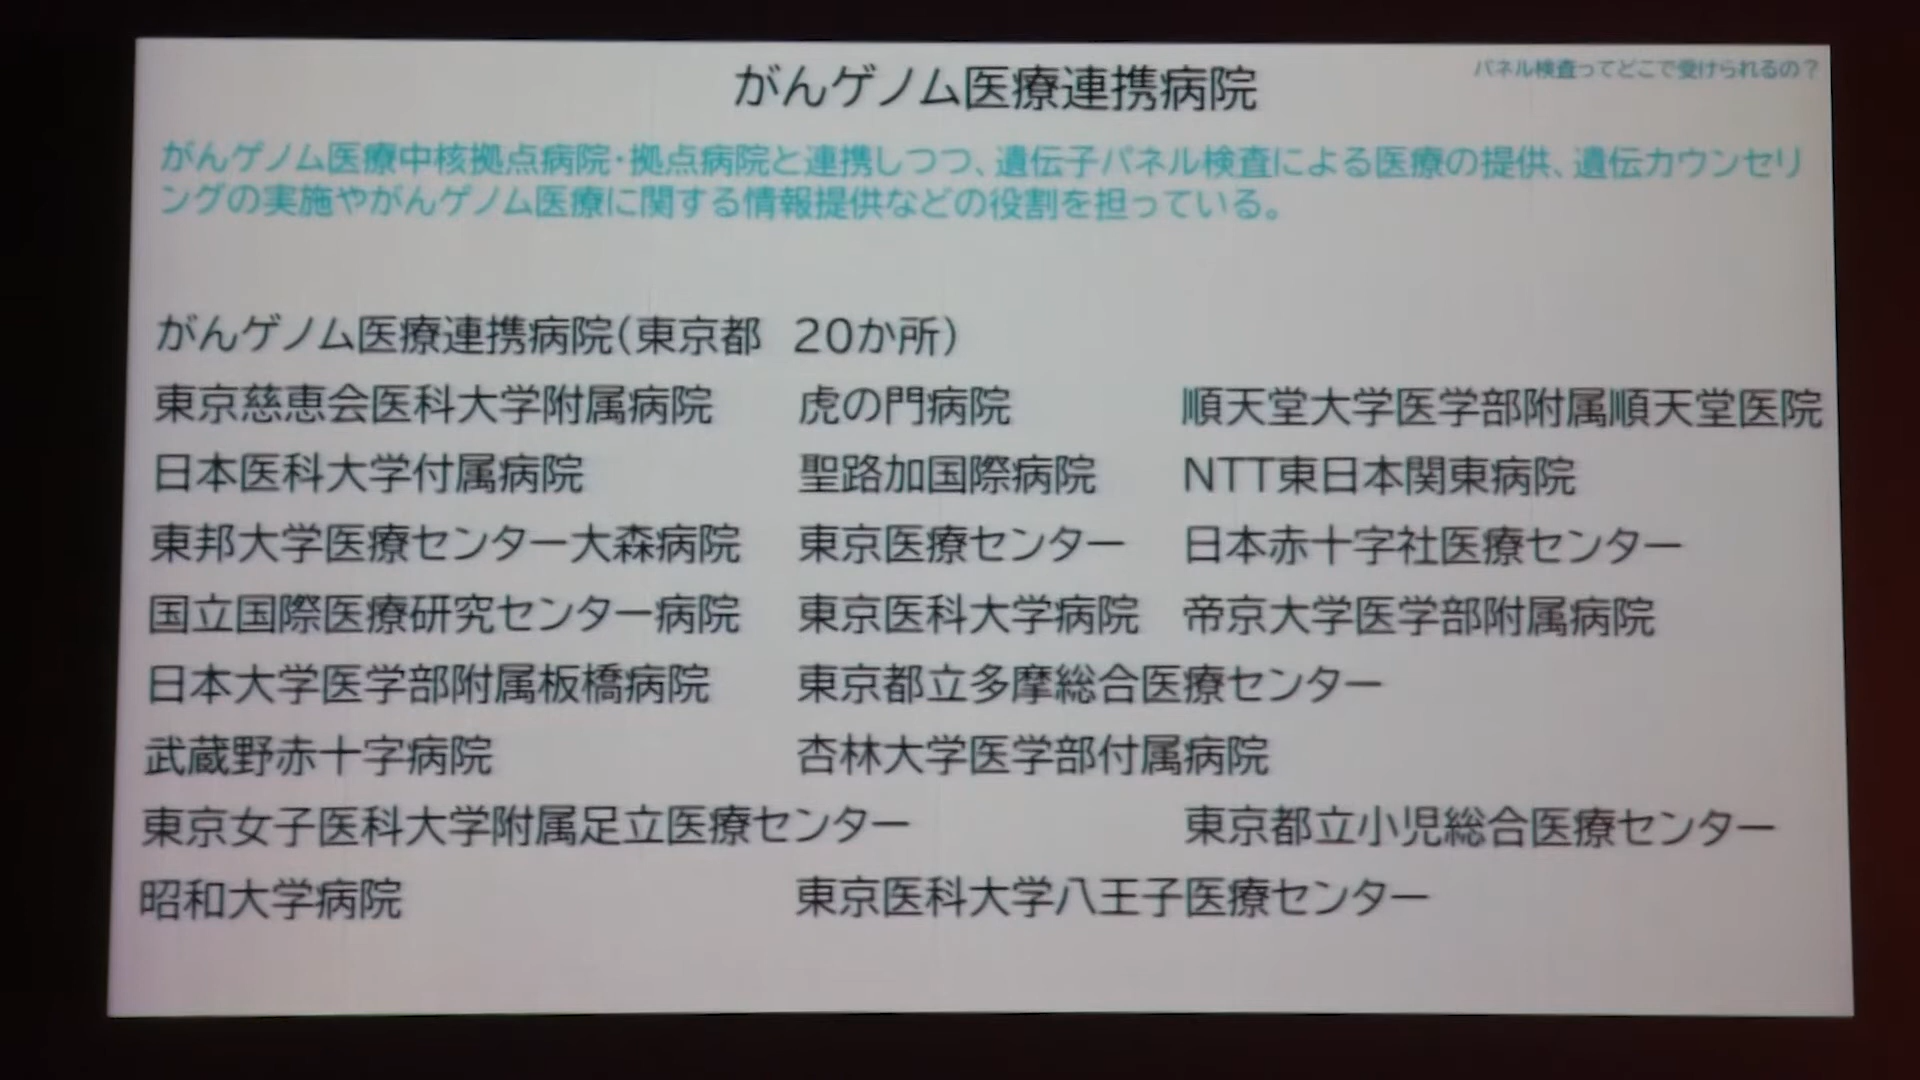 がんゲノム医療連携病院
パネル検査ってどこで受けられるの？
がんゲノム医療中核拠点病院・拠点病院と連携しつつ、遺伝子パネル検査による医療の提供、遺伝カウンセリ
ングの実施やがんゲノム医療に関する情報提供などの役割を担っている。
がんゲノム医療連携病院（東京都　20か所）
東京慈恵会医科大学附属病院　虎の門病院　順天堂大学医学部附属順天堂医院
日本医科大学付属病院　聖路加国際病院　NTT東日本関東病院
東邦大学医療センター大森病院　東京医療センター　日本赤十字社医療センター
国立国際医療研究センター病院　東京医科大学病院　帝京大学医学部附属病院
日本大学医学部附属板橋病院　東京都立多摩総合医療センター
武蔵野赤十字病院　杏林大学医学部付属病院
東京女子医科大学附属足立医療センター　東京都立小児総合医療センター
昭和大学病院　東京医科大学八王子医療センター